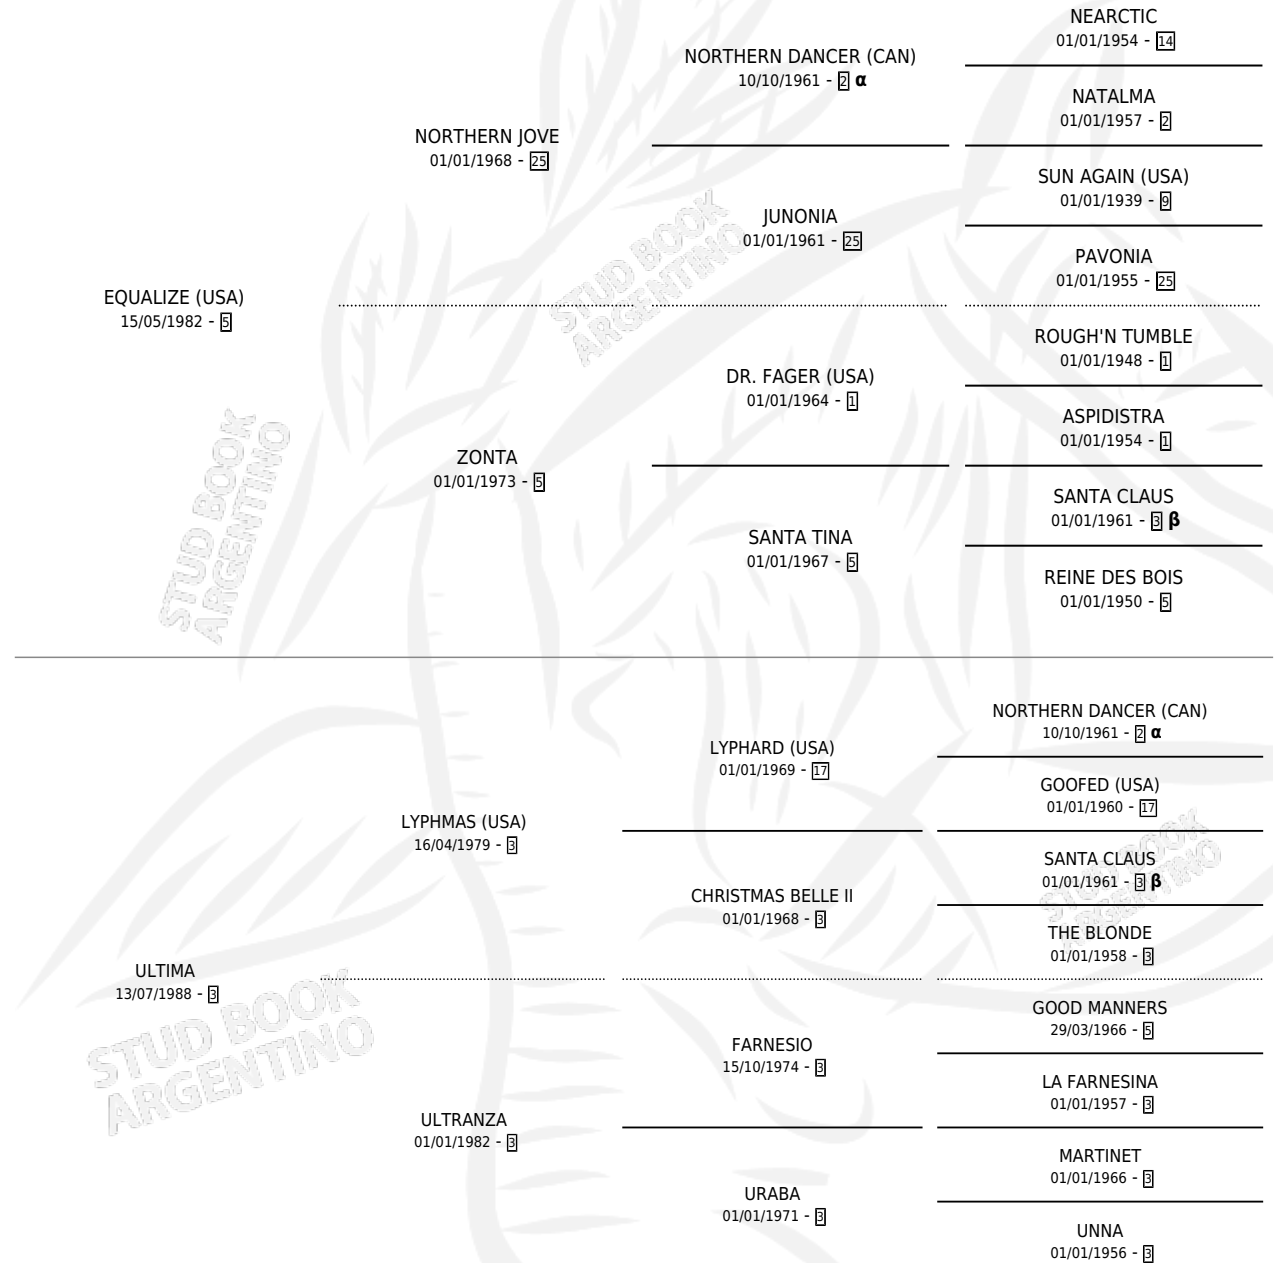 NEARCTIC
01/01/1954 - 14
NORTHERN DANCER (CAN)
10/10/1961 - 2 α
NATALMA
01/01/1957 - 2
NORTHERN JOVE
01/01/1968 - 25
SUN AGAIN (USA)
01/01/1939 - 9
JUNONIA
01/01/1961 - 25
PAVONIA
01/01/1955 - 25
EQUALIZE (USA)
15/05/1982 - 5
ROUGH'N TUMBLE
01/01/1948 - 1
DR. FAGER (USA)
01/01/1964 - 1
ASPIDISTRA
01/01/1954 - 1
ZONTA
01/01/1973 - 5
SANTA CLAUS
01/01/1961 - 3 β
SANTA TINA
01/01/1967 - 5
REINE DES BOIS
01/01/1950 - 5
NORTHERN DANCER (CAN)
10/10/1961 - 2 α
LYPHARD (USA)
01/01/1969 - 17
GOOFED (USA)
01/01/1960 - 17
LYPHMAS (USA)
16/04/1979 - 3
SANTA CLAUS
01/01/1961 - 3 β
CHRISTMAS BELLE II
01/01/1968 - 3
THE BLONDE
01/01/1958 - 3
ULTIMA
13/07/1988 - 3
GOOD MANNERS
29/03/1966 - 5
FARNESIO
15/10/1974 - 3
LA FARNESINA
01/01/1957 - 3
ULTRANZA
01/01/1982 - 3
MARTINET
01/01/1966 - 3
URABA
01/01/1971 - 3
UNNA
01/01/1956 - 3
STUD BOOK
ARGENTINO
STUD BOOK
ARGENTINO
STUD BOOK
ARGENTINO
STUD BOOK
ARGENTINO